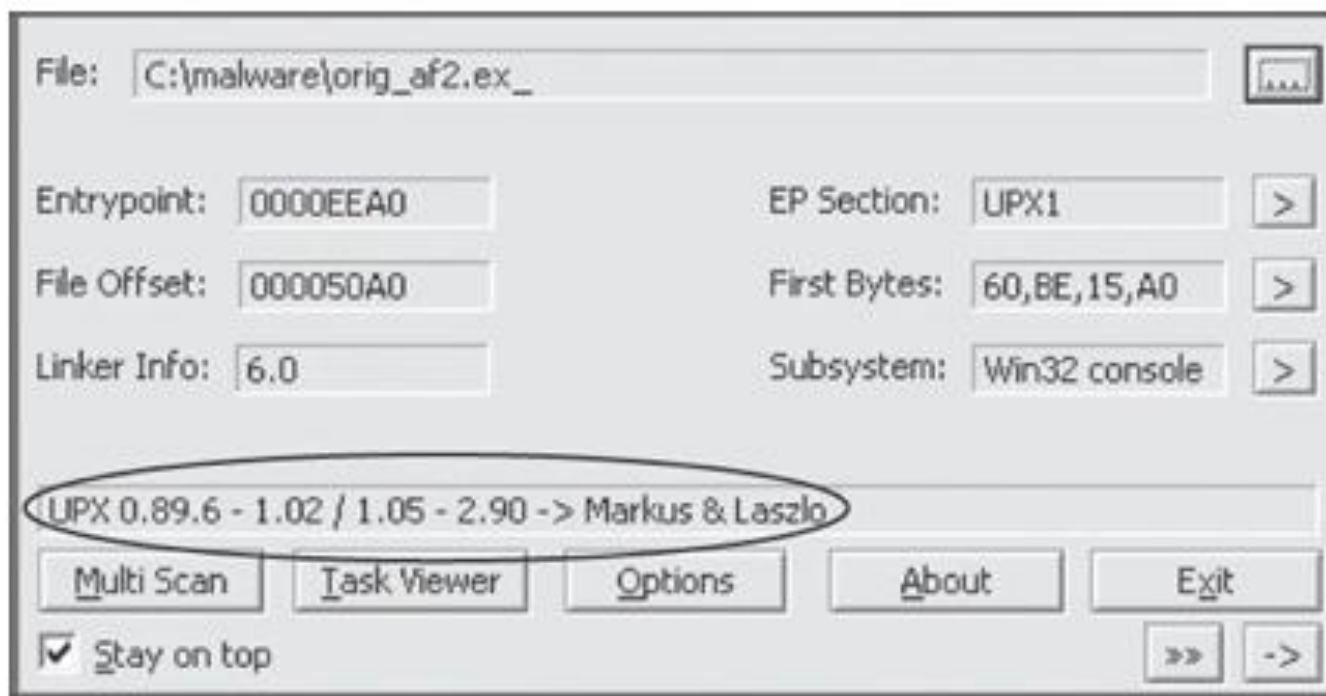 File: C:\malware\orig_af2.ex_
Entrypoint: 0000EEA0 EP Section: UPX1 >
File Offset: 000050A0 First Bytes: 60,BE,15,A0 >
Linker Info: 6.0 Subsystem: Win32 console >
UPX 0.89.6 - 1.02 / 1.05 - 2.90 -> Markus & Laszlo
Multi Scan Task Viewer Options About Exit
Stay on top >> ->